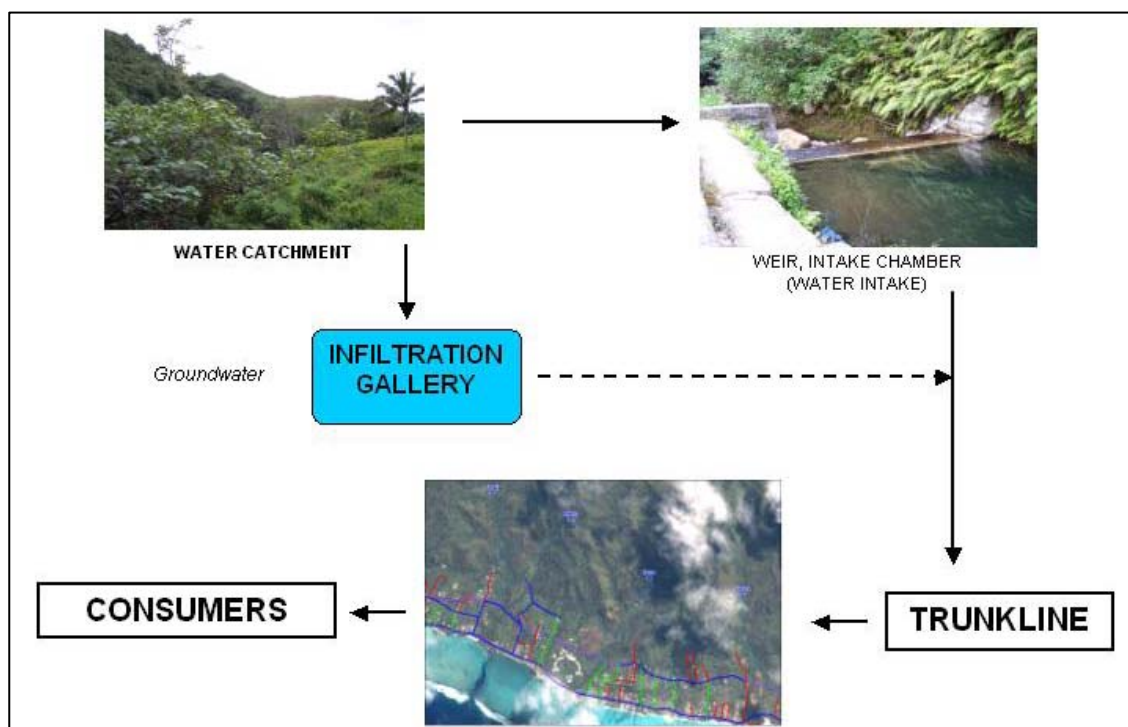 WATER CATCHMENT
WEIR, INTAKE CHAMBER
(WATER INTAKE)
Groundwater
INFILTRATION
GALLERY
CONSUMERS
TRUNKLINE